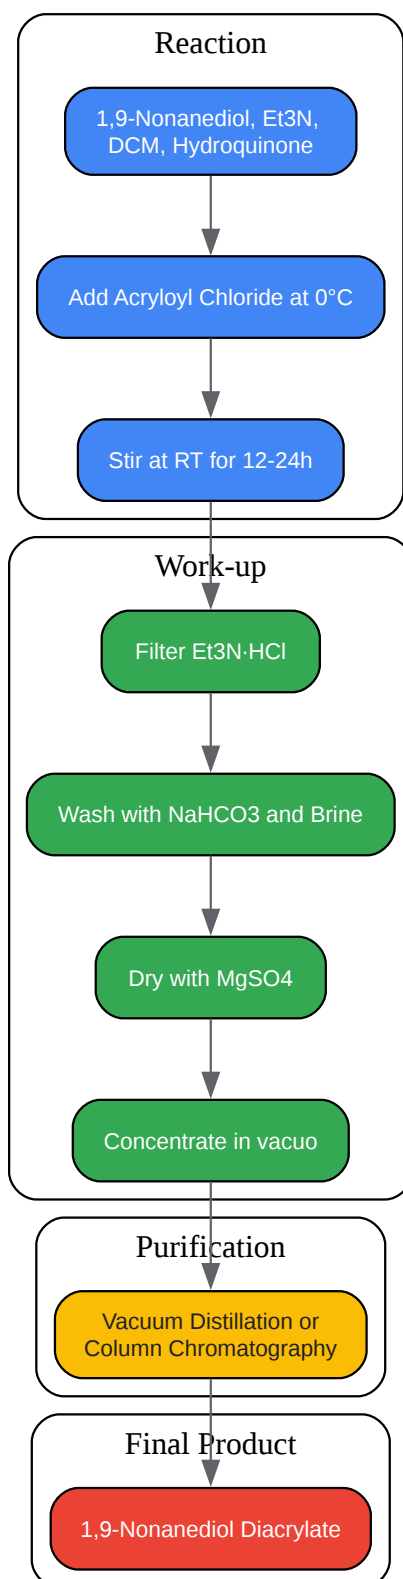 Reaction
1,9-Nonanediol, Et3N,
DCM, Hydroquinone
Add Acryloyl Chloride at 0°C
Stir at RT for 12-24h
Work-up
Filter Et3N·HCl
Wash with NaHCO3 and Brine
Dry with MgSO4
Concentrate in vacuo
Purification
Vacuum Distillation or
Column Chromatography
Final Product
1,9-Nonanediol Diacrylate